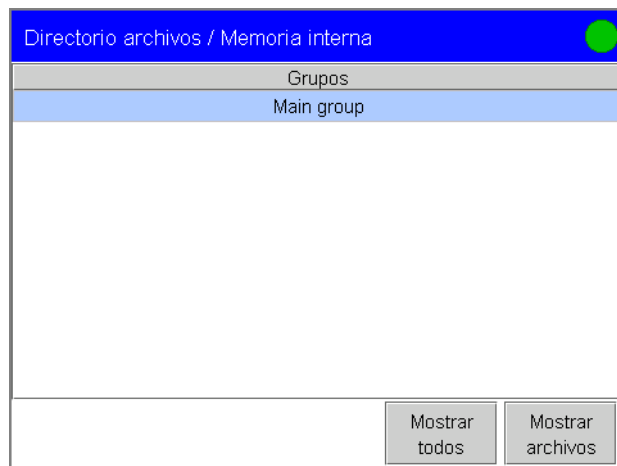 Directorio archivos / Memoria interna
Grupos
Main group
Mostrar todos
Mostrar archivos